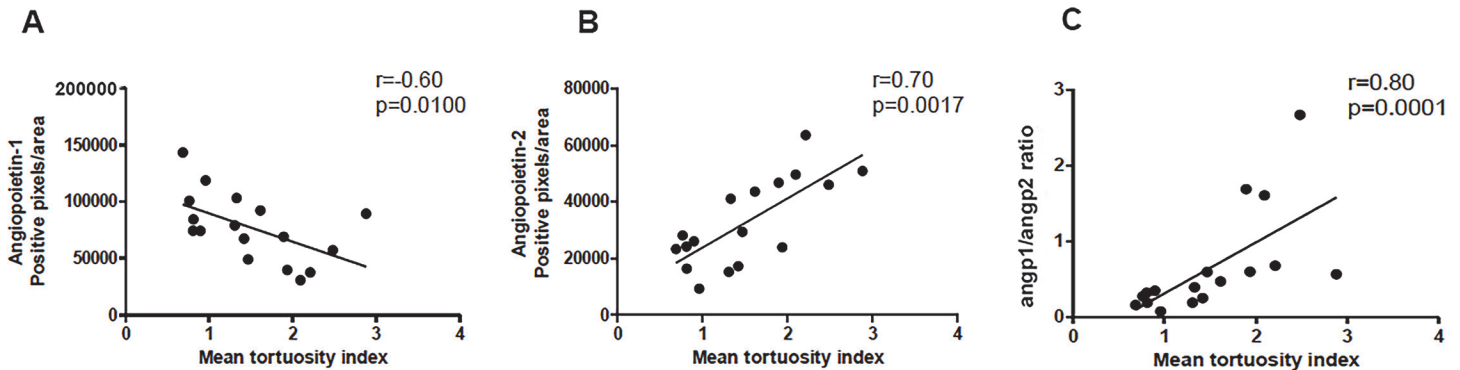 A
r=-0.60
p=0.0100
Angiopoietin-1
Positive pixels/area
200000
150000
100000
50000
0
0 1 2 3 4
Mean tortuosity index
B
r=0.70
p=0.0017
Angiopoietin-2
Positive pixels/area
80000
60000
40000
20000
0
0 1 2 3 4
Mean tortuosity index
C
r=0.80
p=0.0001
angp1/angp2 ratio
3
2
1
0
0 1 2 3 4
Mean tortuosity index